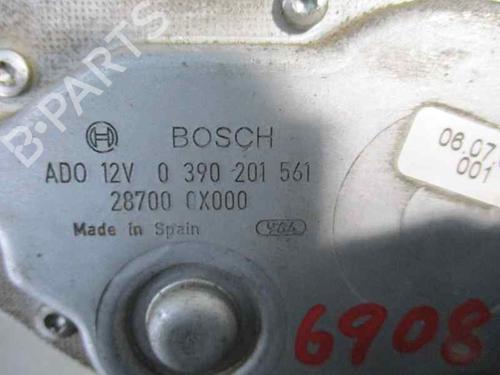 BOSCH
ADO 12V 0 390 201 561
28700 0X000
Made in Spain
06.07
001
6908
B-PARTS